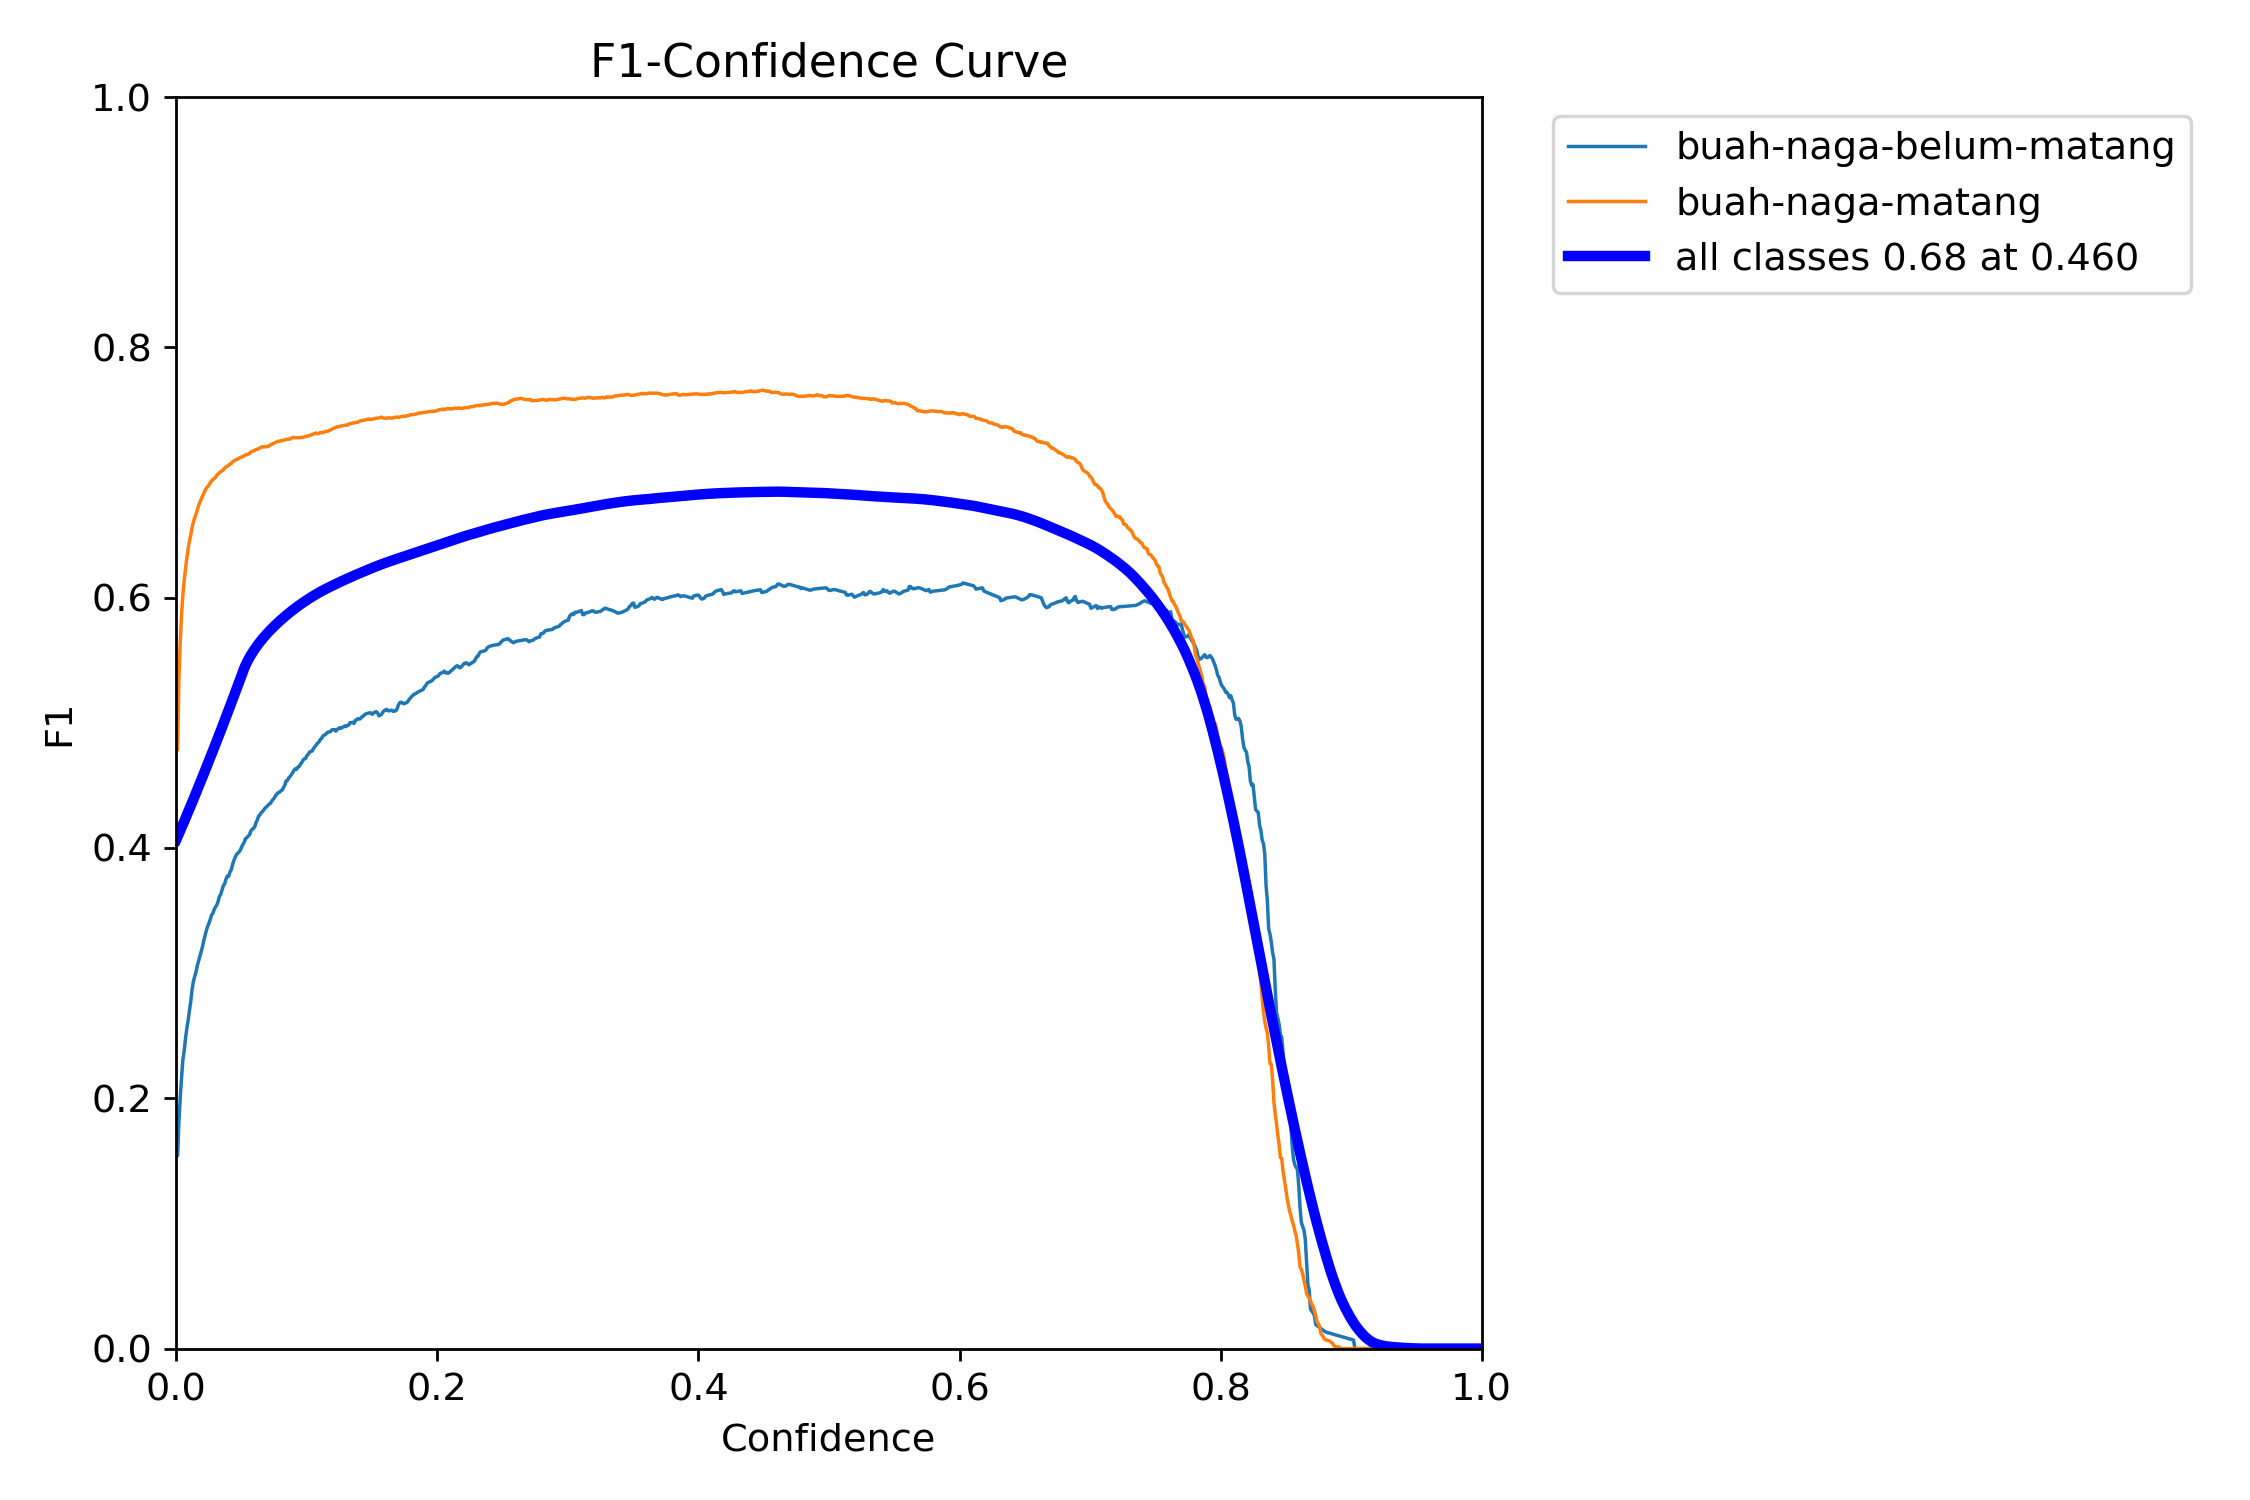 F1-Confidence Curve
1.0
0.8
0.6
0.4
0.2
0.0
F1
0.0 0.2 0.4 0.6 0.8 1.0
Confidence
buah-naga-belum-matang
buah-naga-matang
all classes 0.68 at 0.460